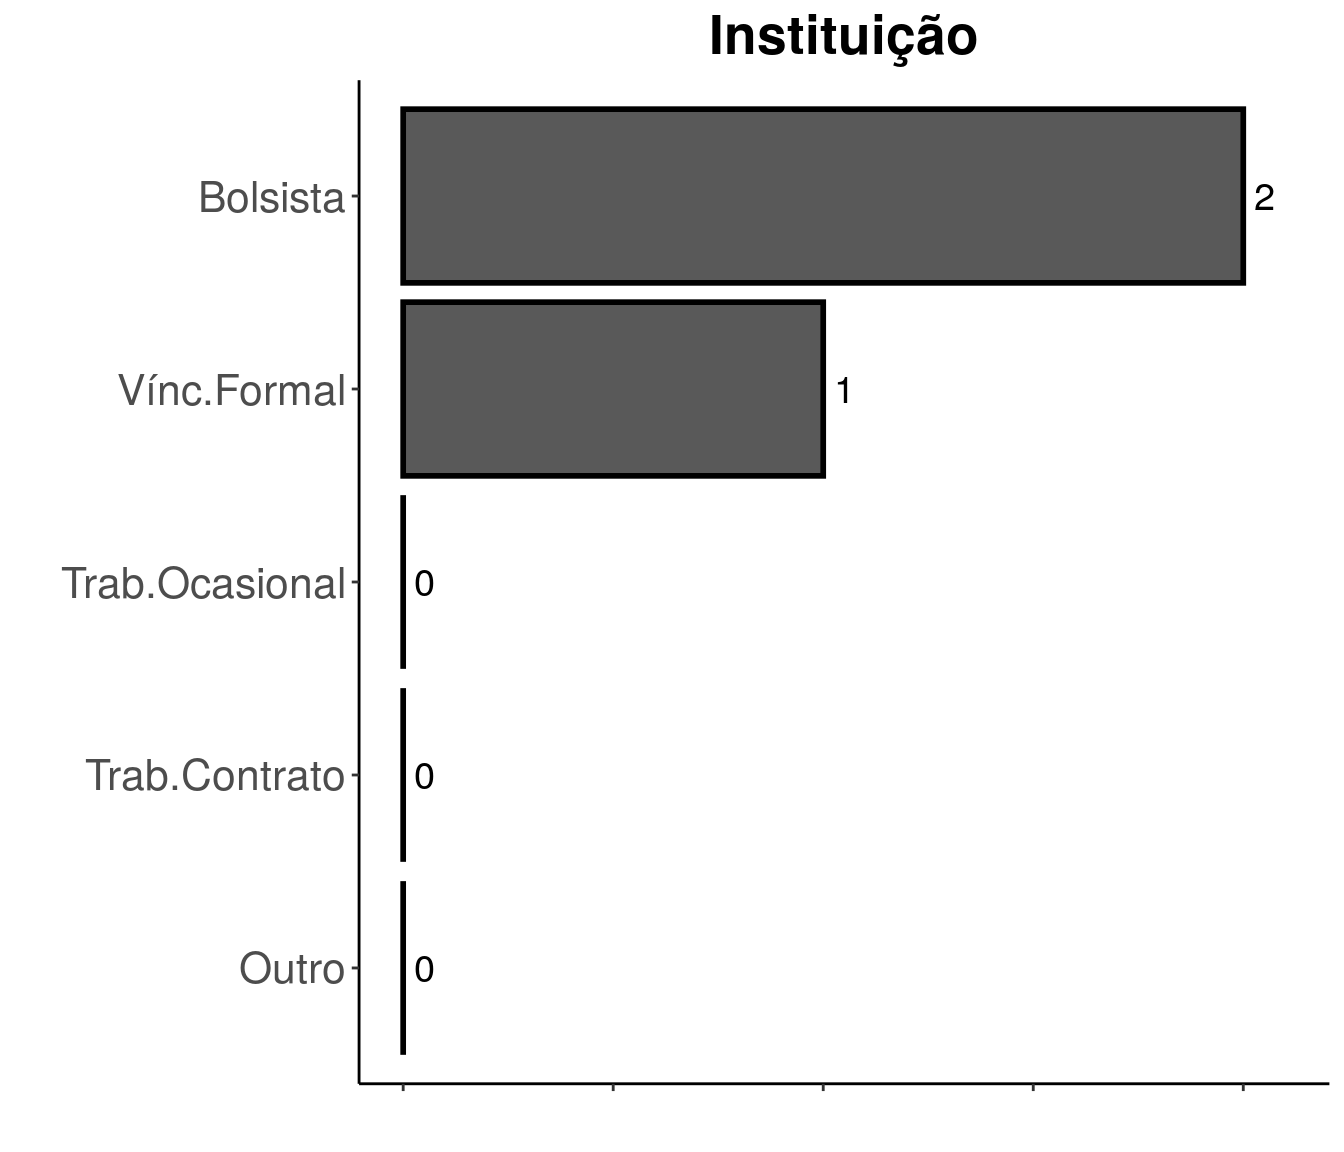 Instituição
Bolsista
2
Vínc.Formal
1
Trab.Ocasional
0
Trab.Contrato
0
Outro
0